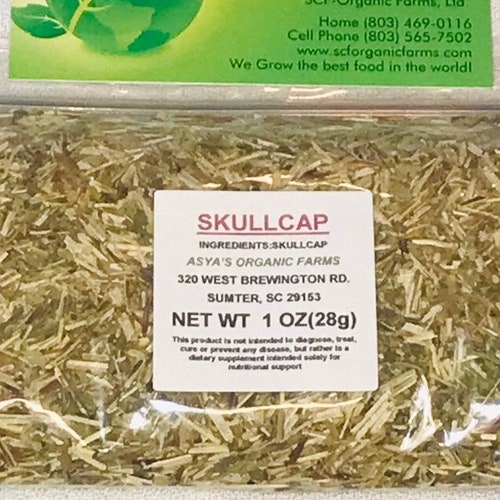 SCF-Organic Farms, Ltd.
Home (803) 469-0116
Cell Phone (803) 565-7502
www.scforganicfarms.com
We Grow the best food in the world!
SKULLCAP
INGREDIENTS:SKULLCAP
ASYA'S ORGANIC FARMS
320 WEST BREWINGTON RD.
SUMTER, SC 29153
NET WT 1 OZ(28g)
This product is not intended to diagnose, treat,
cure or prevent any disease, but rather is a
dietary supplement intended solely for
nutritional support